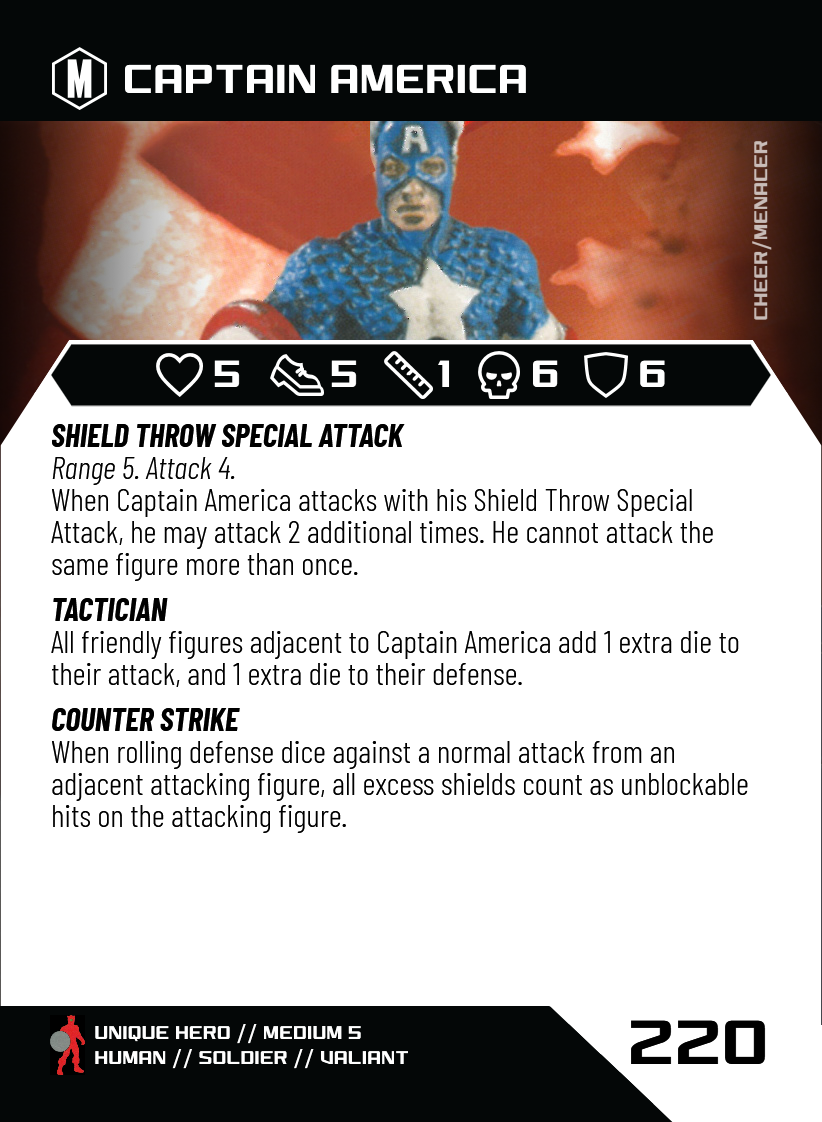 M CAPTAIN AMERICA
A
CHEER/MENACER
5 5 1 6 6
SHIELD THROW SPECIAL ATTACK
Range 5. Attack 4.
When Captain America attacks with his Shield Throw Special
Attack, he may attack 2 additional times. He cannot attack the
same figure more than once.
TACTICIAN
All friendly figures adjacent to Captain America add 1 extra die to
their attack, and 1 extra die to their defense.
COUNTER STRIKE
When rolling defense dice against a normal attack from an
adjacent attacking figure, all excess shields count as unblockable
hits on the attacking figure.
UNIQUE HERO // MEDIUM 5
HUMAN // SOLDIER // VALIANT
220